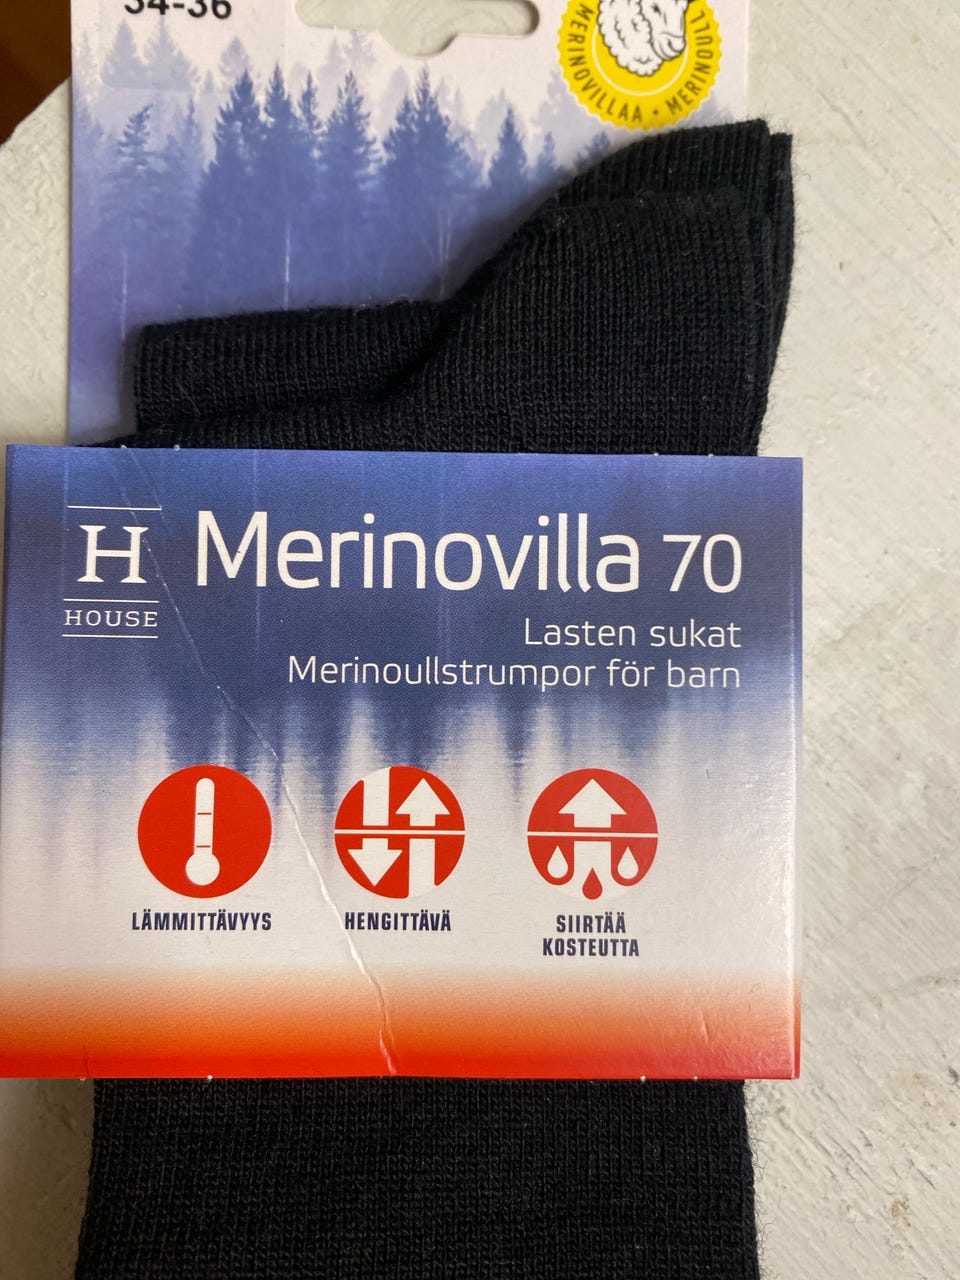 34-36
MERINOVILLAA • MERINOULL
H
HOUSE
Merinovilla 70
Lasten sukat
Merinoullstrumpor för barn
LÄMMITTÄVYYS
HENGITTÄVÄ
SIIRTÄÄ
KOSTEUTTA